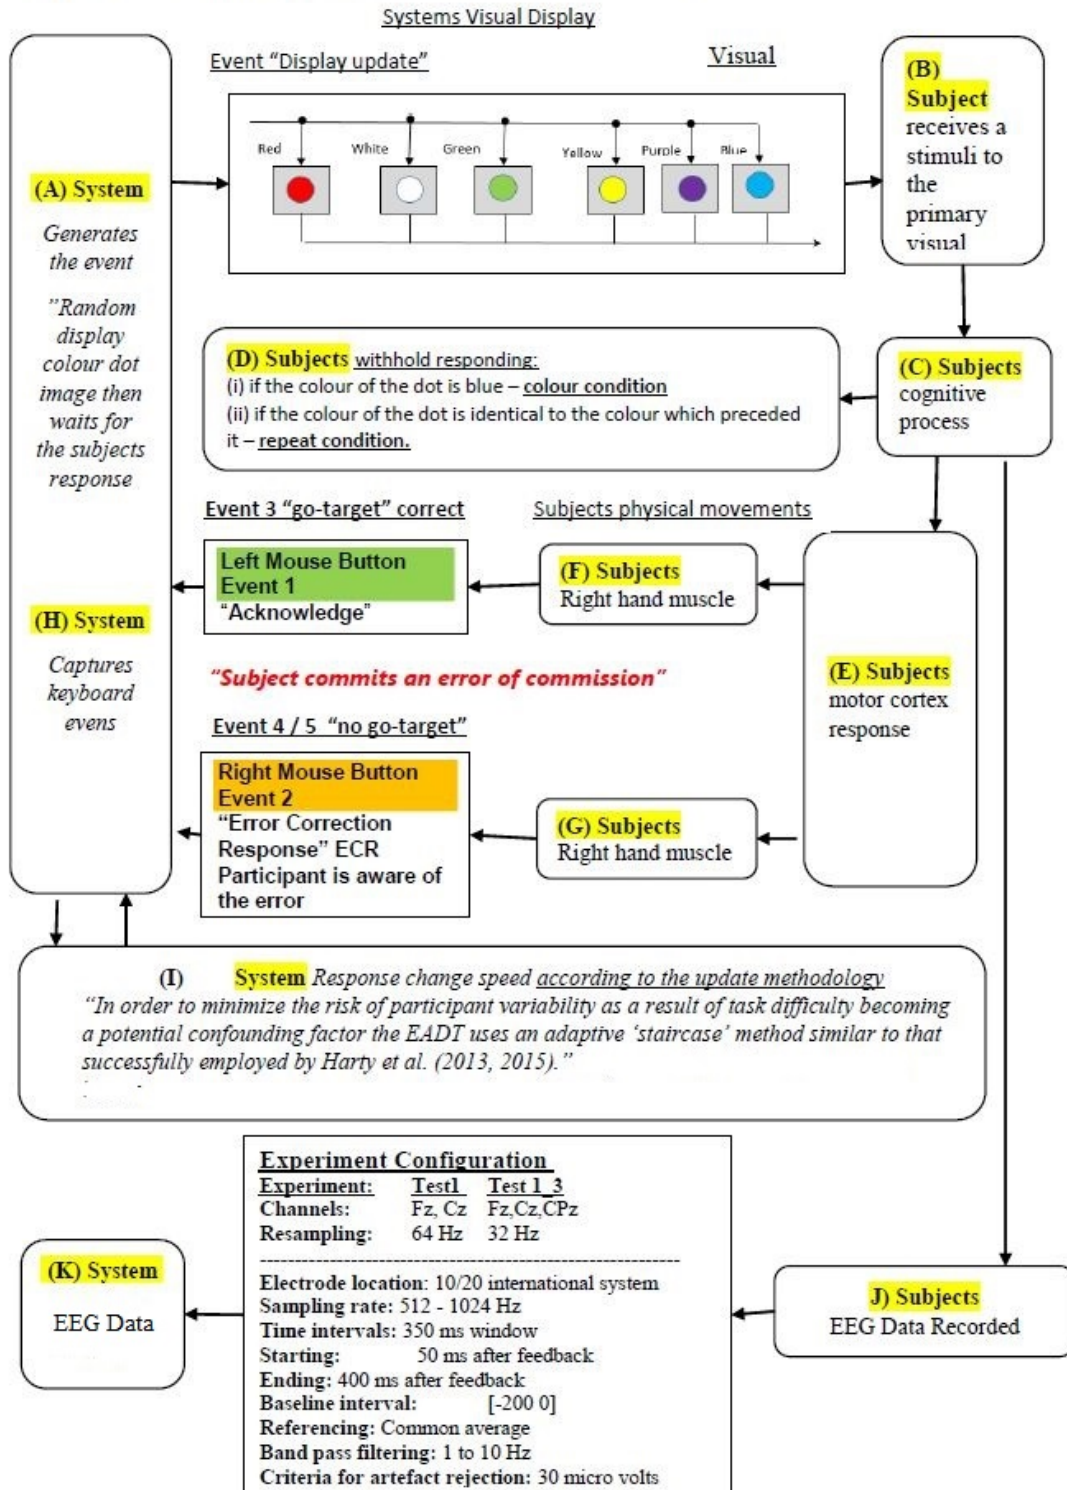 Systems Visual Display
Event “Display update”
Visual
Red
White
Green
Yellow
Purple
Blue
(A) System
Generates
the event
”Random
display
colour dot
image then
waits for
the subjects
response
(B)
Subject
receives a
stimuli to
the
primary
visual
(C) Subjects
cognitive
process
(D) Subjects withhold responding:
(i) if the colour of the dot is blue – colour condition
(ii) if the colour of the dot is identical to the colour which preceded
it – repeat condition.
Event 3 “go-target” correct
Subjects physical movements
Left Mouse Button
Event 1
“Acknowledge”
(F) Subjects
Right hand muscle
(H) System
Captures
keyboard
evens
“Subject commits an error of commission”
(E) Subjects
motor cortex
response
Event 4 / 5 “no go-target”
Right Mouse Button
Event 2
“Error Correction
Response” ECR
Participant is aware of
the error
(G) Subjects
Right hand muscle
(I) System Response change speed according to the update methodology
“In order to minimize the risk of participant variability as a result of task difficulty becoming
a potential confounding factor the EADT uses an adaptive ‘staircase’ method similar to that
successfully employed by Harty et al. (2013, 2015).”
Experiment Configuration
Experiment: Test1 Test 1_3
Channels: Fz, Cz Fz,Cz,CPz
Resampling: 64 Hz 32 Hz
Electrode location: 10/20 international system
Sampling rate: 512 - 1024 Hz
Time intervals: 350 ms window
Starting: 50 ms after feedback
Ending: 400 ms after feedback
Baseline interval: [-200 0]
Referencing: Common average
Band pass filtering: 1 to 10 Hz
Criteria for artefact rejection: 30 micro volts
(K) System
EEG Data
J) Subjects
EEG Data Recorded